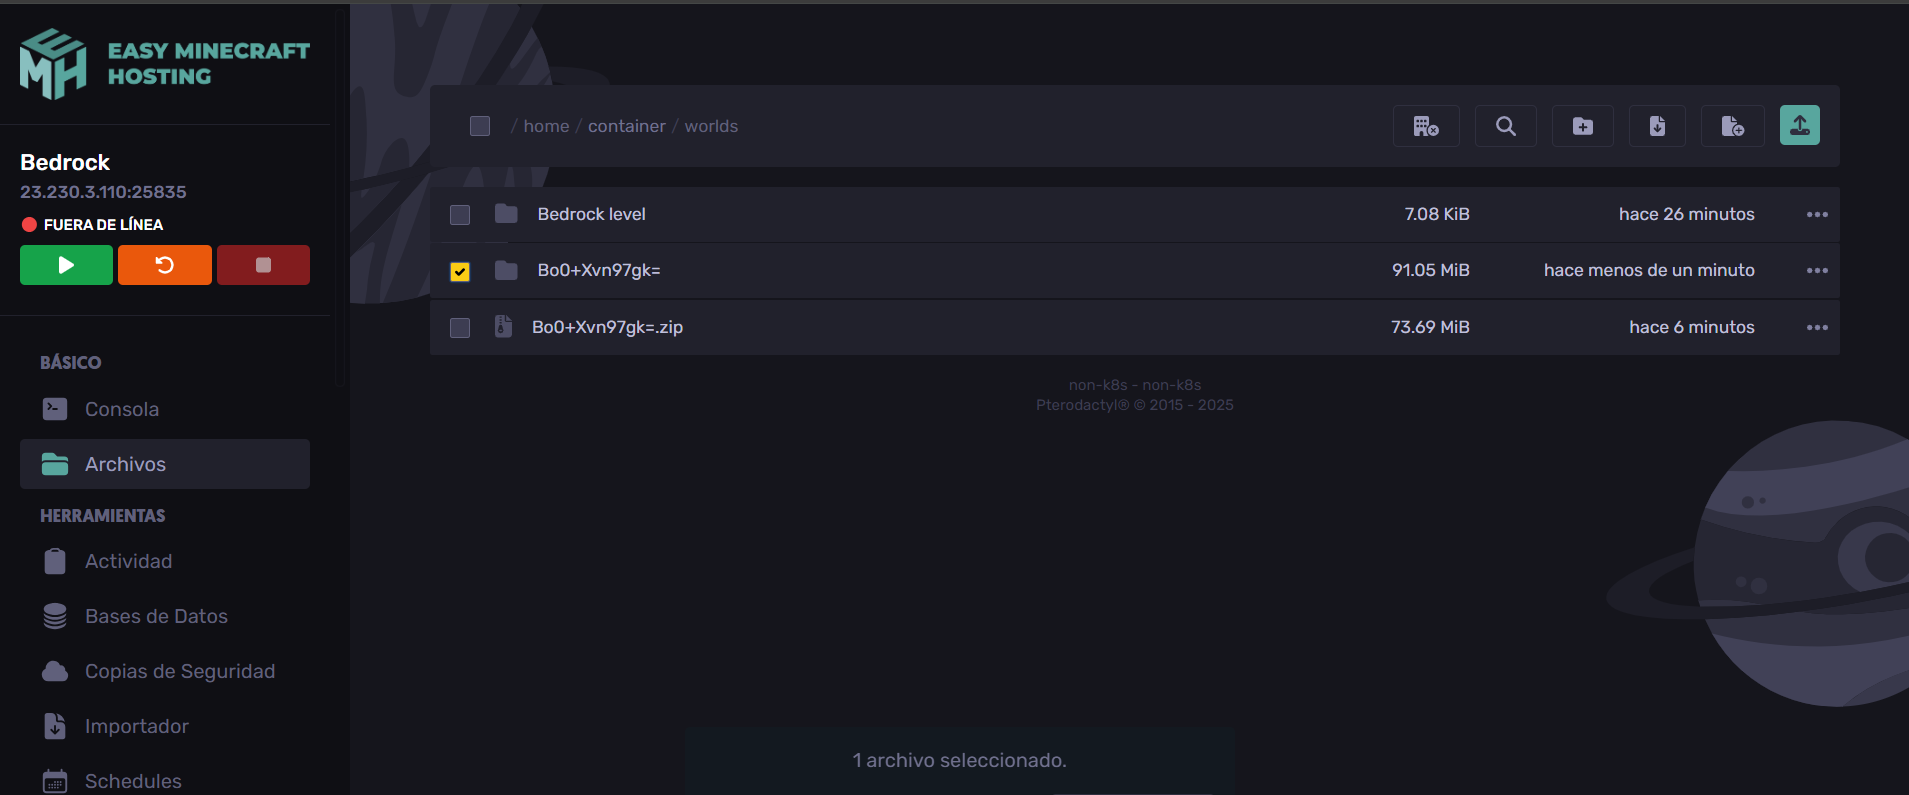 EASY MINECRAFT
HOSTING
Bedrock
23.230.3.110:25835
FUERA DE LÍNEA
BÁSICO
Consola
Archivos
HERRAMIENTAS
Actividad
Bases de Datos
Copias de Seguridad
Importador
Schedules
/ home / container / worlds
Bedrock level 7.08 KiB hace 26 minutos
Bo0+Xvn97gk= 91.05 MiB hace menos de un minuto
Bo0+Xvn97gk=.zip 73.69 MiB hace 6 minutos
non-k8s - non-k8s
Pterodactyl® © 2015 - 2025
1 archivo seleccionado.